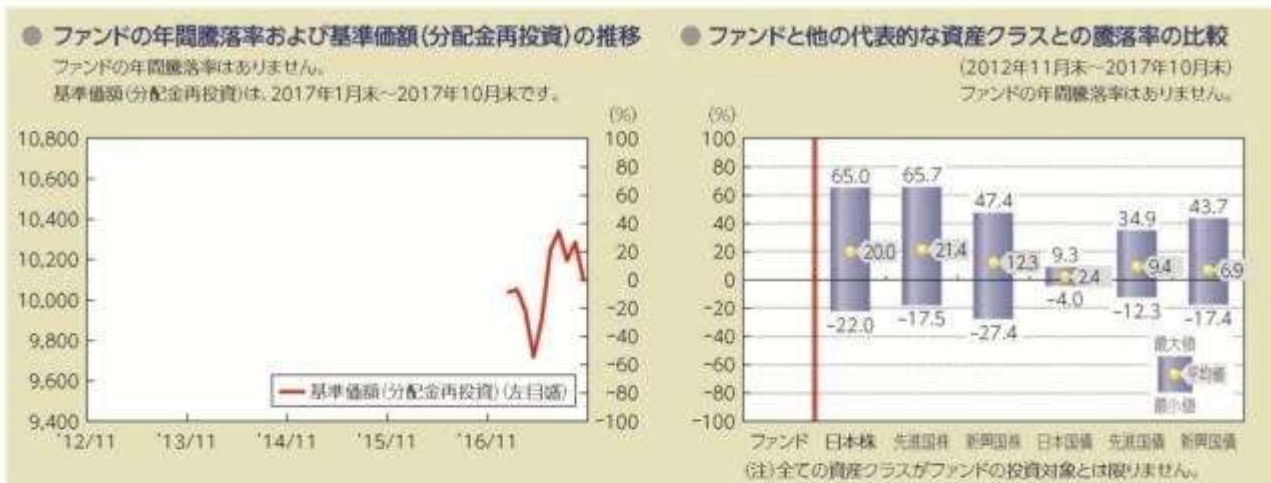 ● ファンドの年間騰落率および基準価額(分配金再投資)の推移
ファンドの年間騰落率はありません。
基準価額(分配金再投資)は、2017年1月末～2017年10月末です。
(%)
10,800
10,600
10,400
10,200
10,000
9,800
9,600
9,400
100
80
60
40
20
0
-20
-40
-60
-80
-100
基準価額(分配金再投資)(左目盛)
'12/11 '13/11 '14/11 '15/11 '16/11
● ファンドと他の代表的な資産クラスとの騰落率の比較
(2012年11月末～2017年10月末)
ファンドの年間騰落率はありません。
(%)
100
80
60
40
20
0
-20
-40
-60
-80
-100
65.0 65.7 47.4 9.3 34.9 43.7
20.0 21.4 12.3 2.4 9.4 6.9
-22.0 -17.5 -27.4 -4.0 -12.3 -17.4
最大値
平均値
最小値
ファンド 日本株 先進国株 新興国株 日本国債 先進国債 新興国債
(注)全ての資産クラスがファンドの投資対象とは限りません。